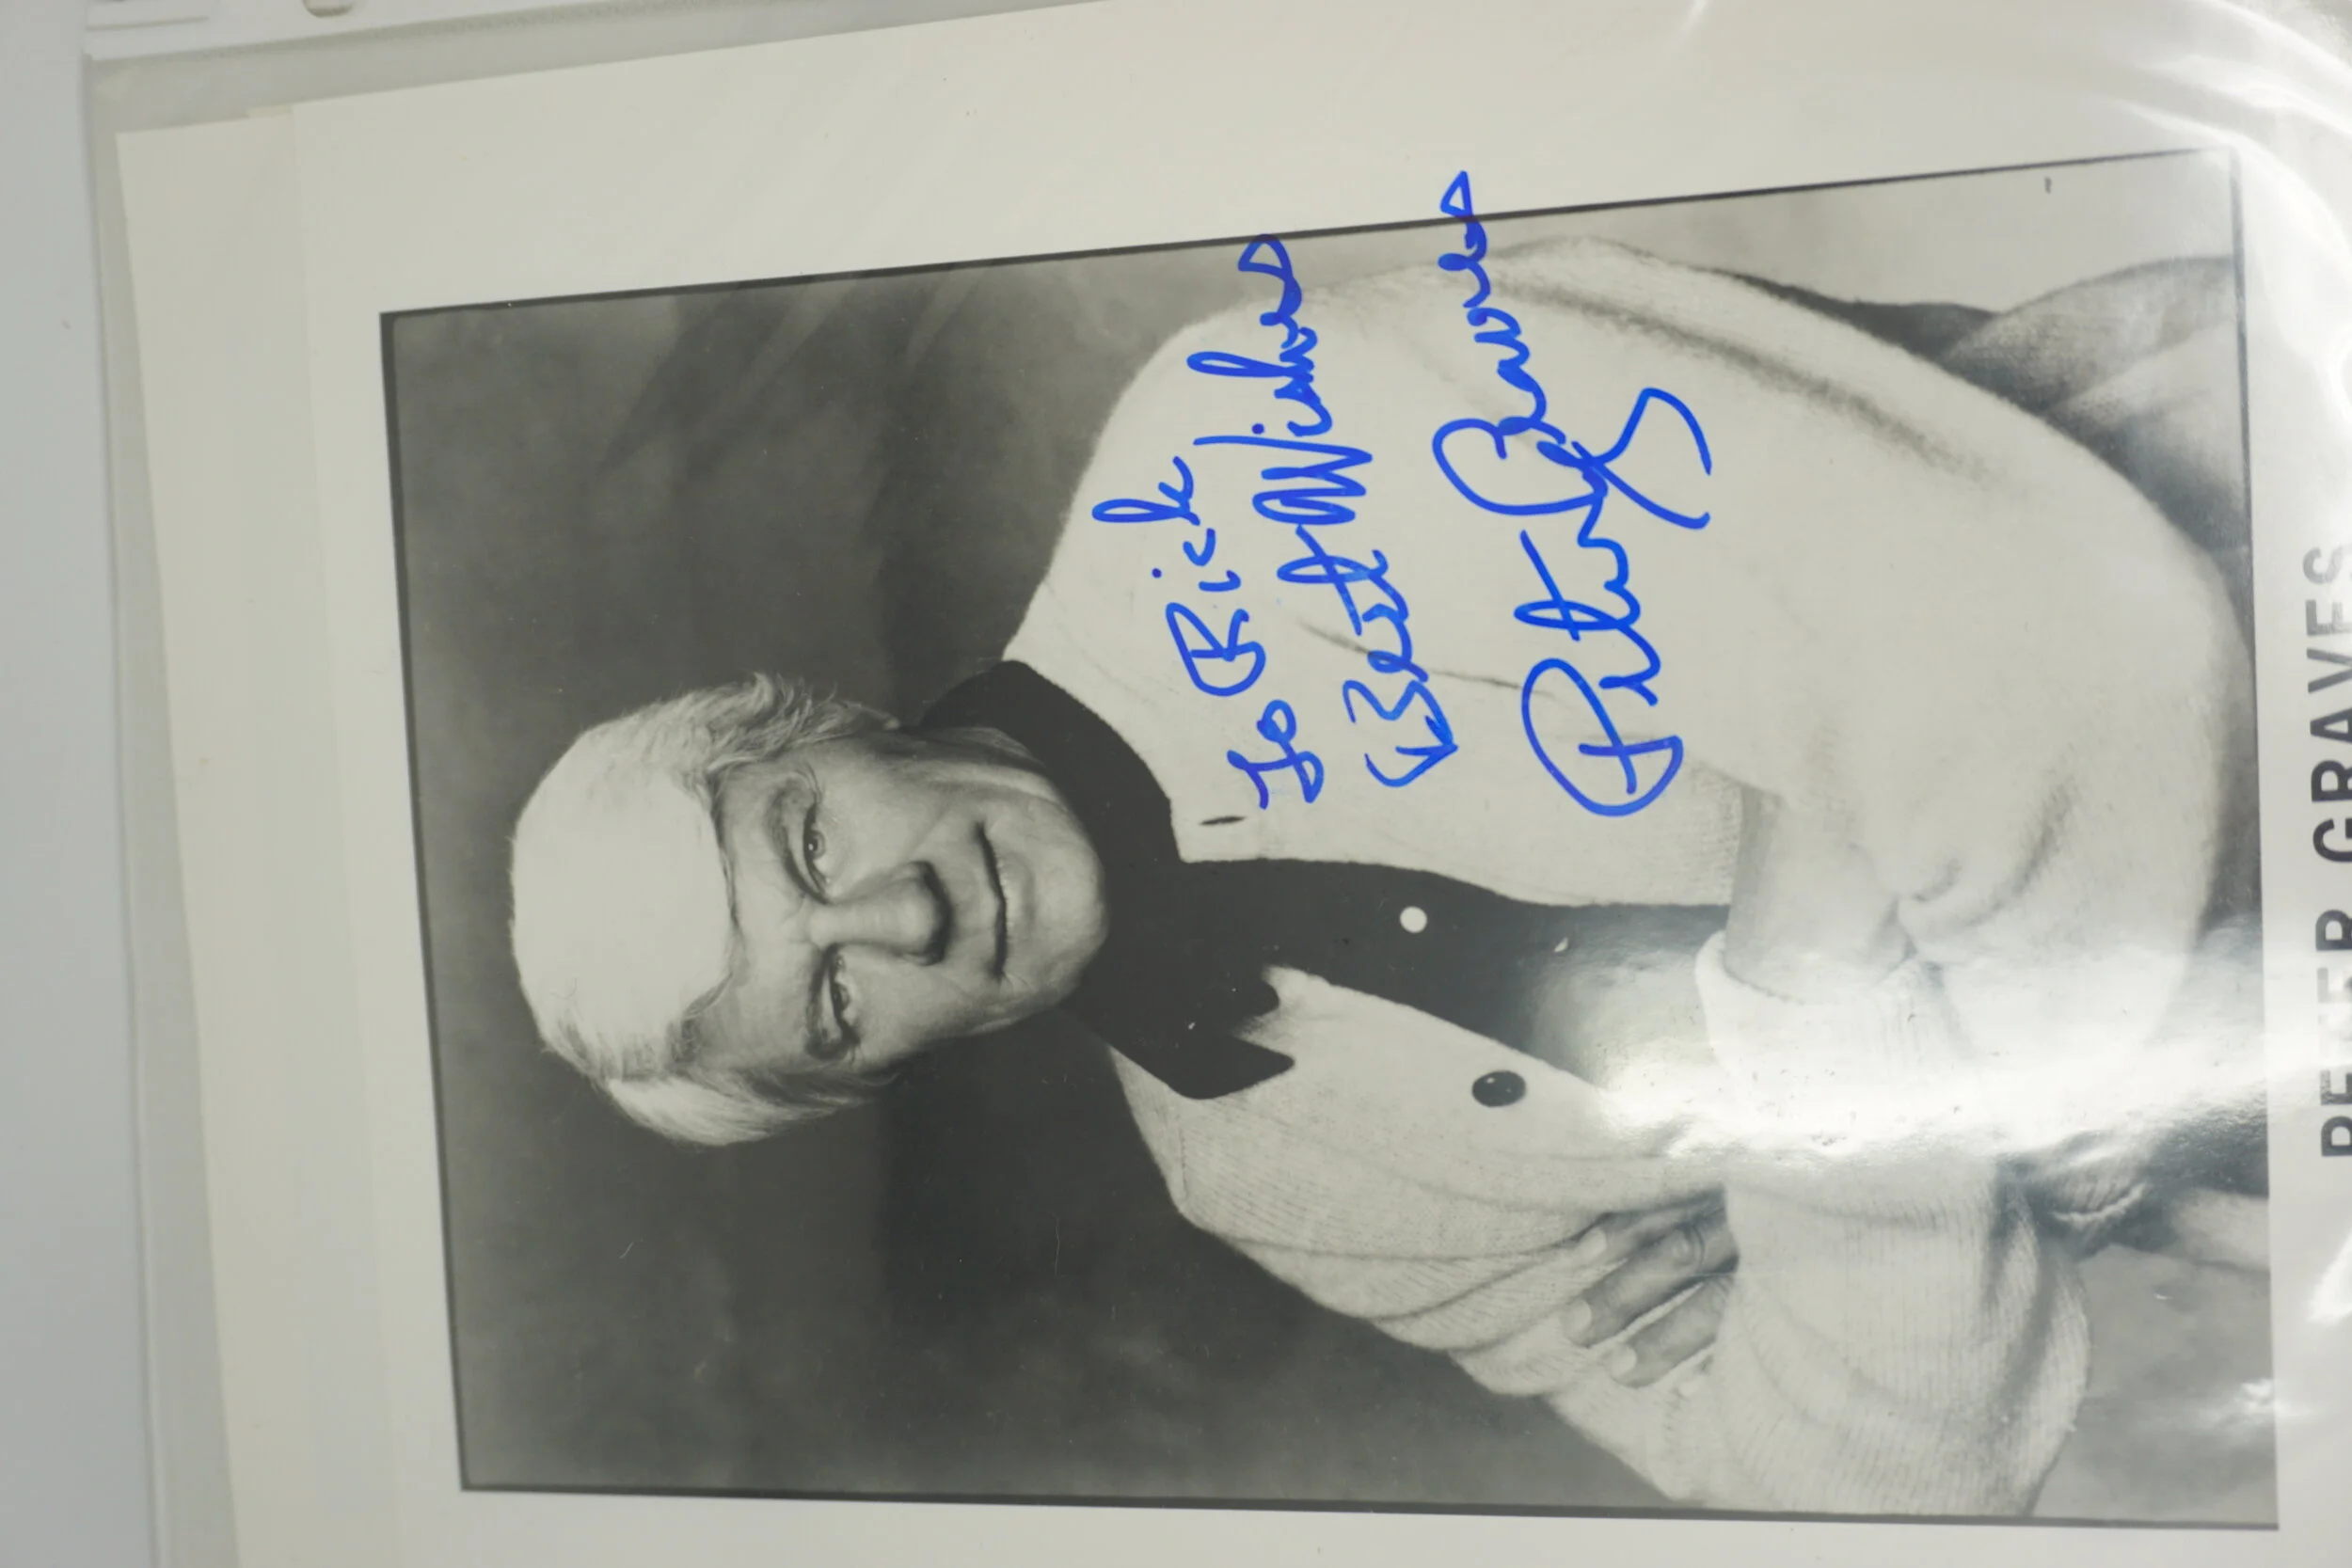 To Rick
Best Wishes
Peter Graves
PETER GRAVES